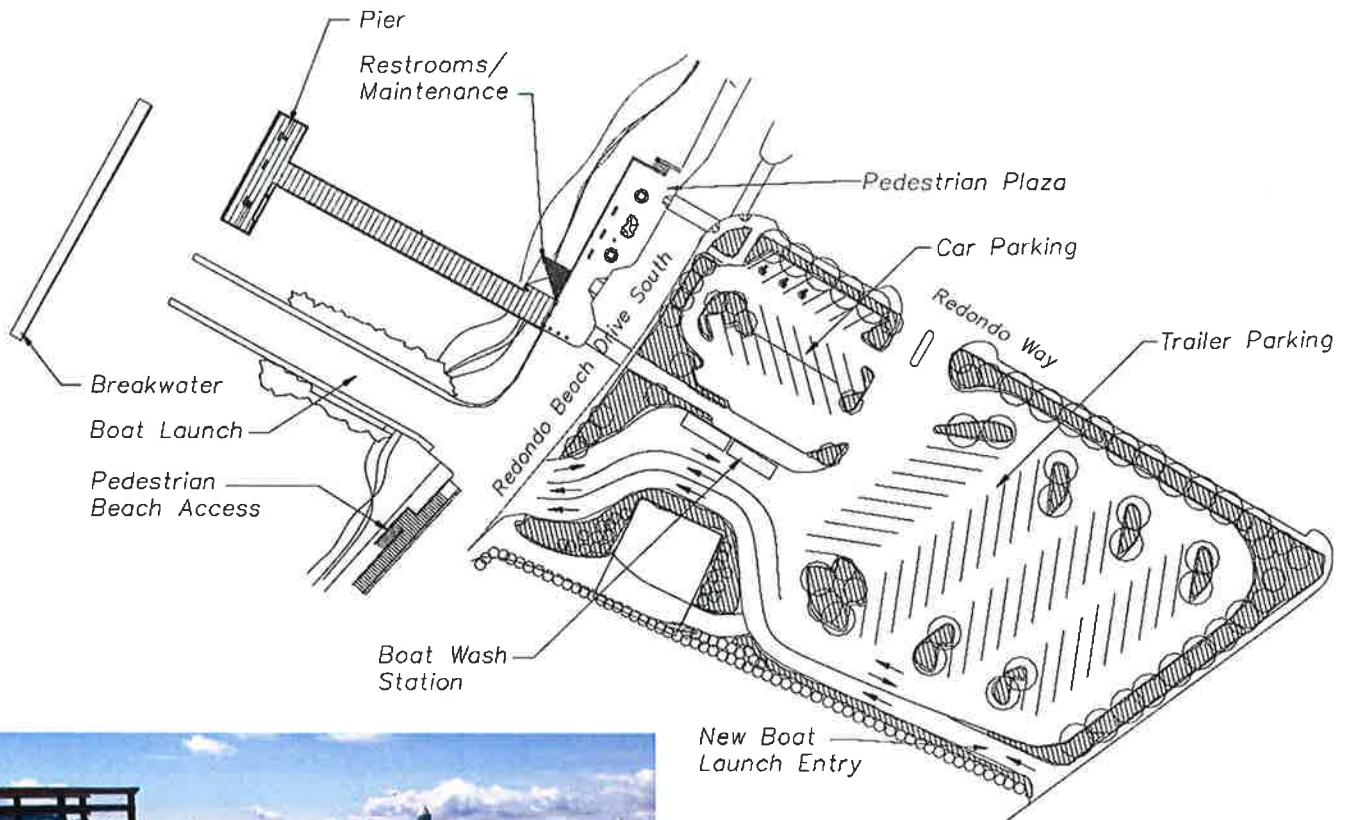 Pier
Restrooms/
Maintenance
Pedestrian Plaza
Car Parking
Redondo Way
Trailer Parking
Redondo Beach Drive South
Breakwater
Boat Launch
Pedestrian
Beach Access
Boat Wash
Station
New Boat
Launch Entry